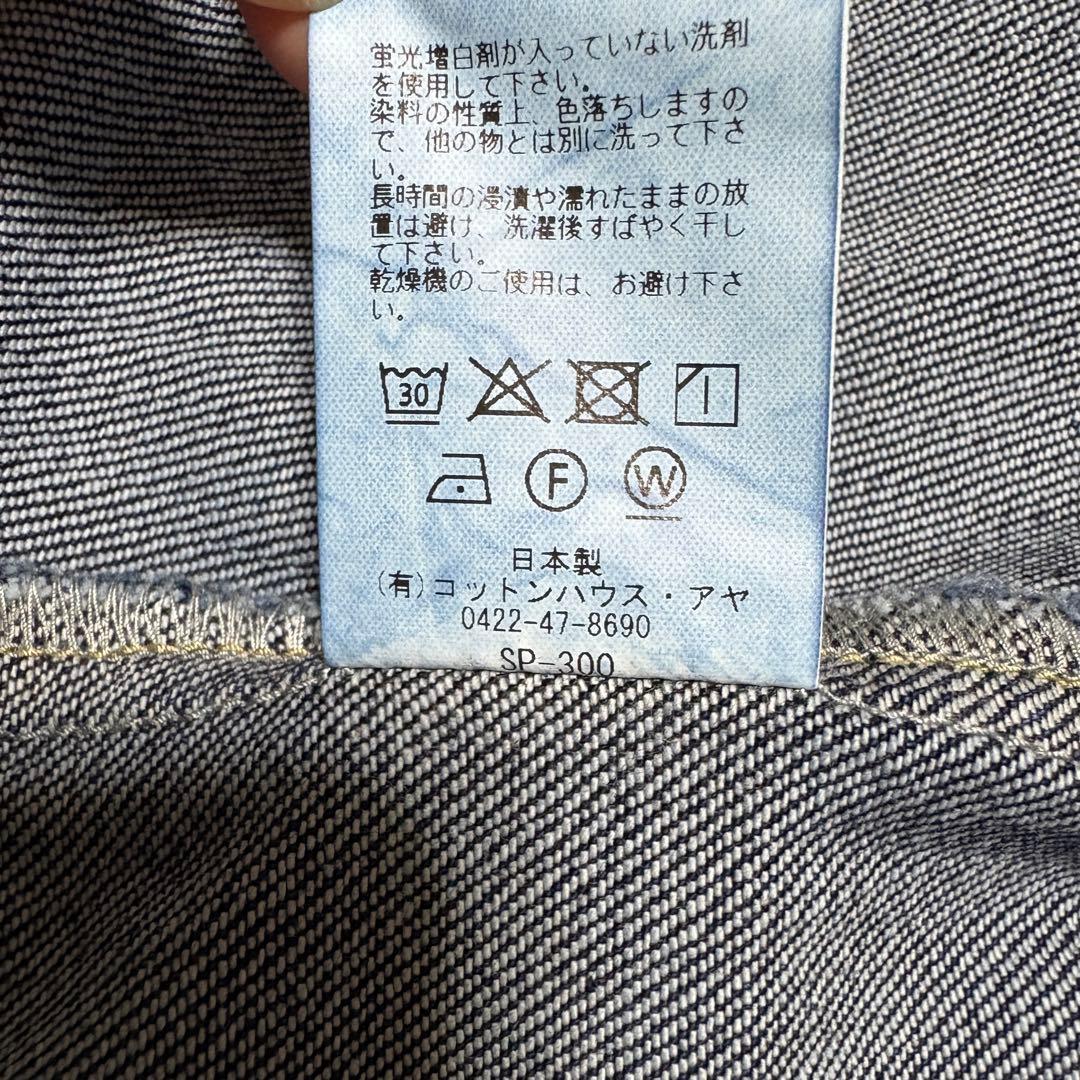 蛍光増白剤が入っていない洗剤
を使用して下さい。
染料の性質上、色落ちしますの
で、他の物とは別に洗って下さ
い。
長時間の浸漬や濡れたままの放
置は避け、洗濯後すばやく干し
て下さい。
乾燥機のご使用は、お避け下さ
い。
30
F W
日本製
(有)コットンハウス・アヤ
0422-47-8690
SP-300